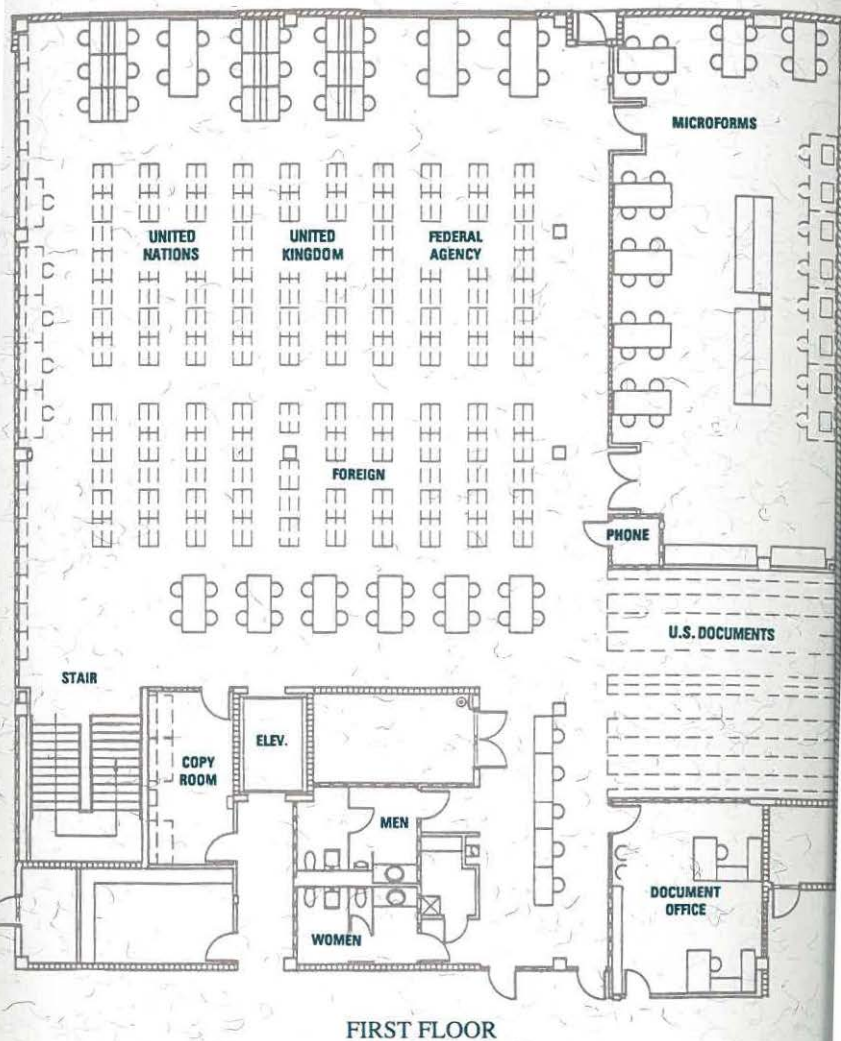 MICROFORMS
UNITED
NATIONS
UNITED
KINGDOM
FEDERAL
AGENCY
FOREIGN
PHONE
U.S. DOCUMENTS
STAIR
COPY
ROOM
ELEV.
MEN
WOMEN
DOCUMENT
OFFICE
FIRST FLOOR